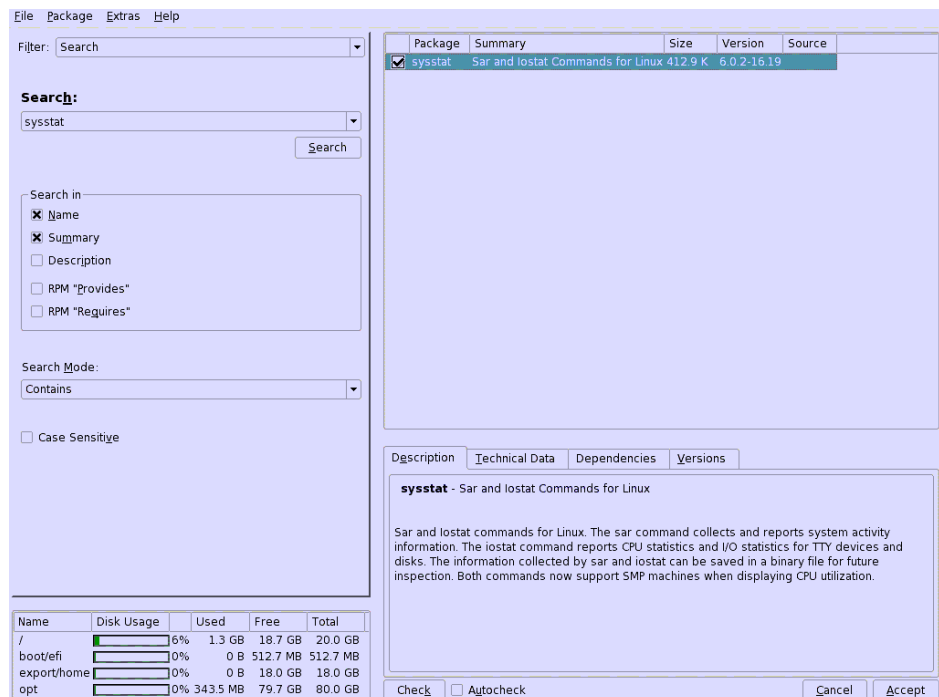 File Package Extras Help
Filter: Search
Search:
sysstat
Search
Search in
Name
Summary
Description
RPM "Provides"
RPM "Requires"
Search Mode:
Contains
Case Sensitive
Name Disk Usage Used Free Total
/ 6% 1.3 GB 18.7 GB 20.0 GB
boot/efi 0% 0 B 512.7 MB 512.7 MB
export/home 0% 0 B 18.0 GB 18.0 GB
opt 0% 343.5 MB 79.7 GB 80.0 GB
Package Summary Size Version Source
sysstat Sar and Iostat Commands for Linux 412.9 K 6.0.2-16.19
Description Technical Data Dependencies Versions
sysstat - Sar and Iostat Commands for Linux
Sar and Iostat commands for Linux. The sar command collects and reports system activity
information. The iostat command reports CPU statistics and I/O statistics for TTY devices and
disks. The information collected by sar and iostat can be saved in a binary file for future
inspection. Both commands now support SMP machines when displaying CPU utilization.
Check Autocheck Cancel Accept